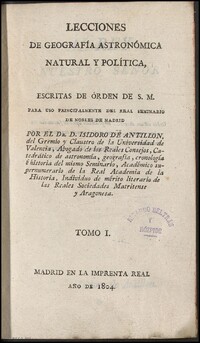 LECCIONES
DE GEOGRAFÍA ASTRONÓMICA
NATURAL Y POLÍTICA,
ESCRITAS DE ÓRDEN DE S. M.
PARA USO PRINCIPALMENTE DEL REAL SEMINARIO
DE NOBLES DE MADRID
POR EL DR. D. ISIDORO DE ANTILLON,
del Gremio y Claustro de la Universidad de
Valencia, Abogado de los Reales Consejos, Ca-
tedrático de astronomía, geografía, cronología
é historia del mismo Seminario, Académico su-
pernumerario de la Real Academia de la
Historia, Individuo de mérito literario de
las Reales Sociedades Matritense
y Aragonesa.
TOMO I.
MADRID EN LA IMPRENTA REAL
AÑO DE 1804.